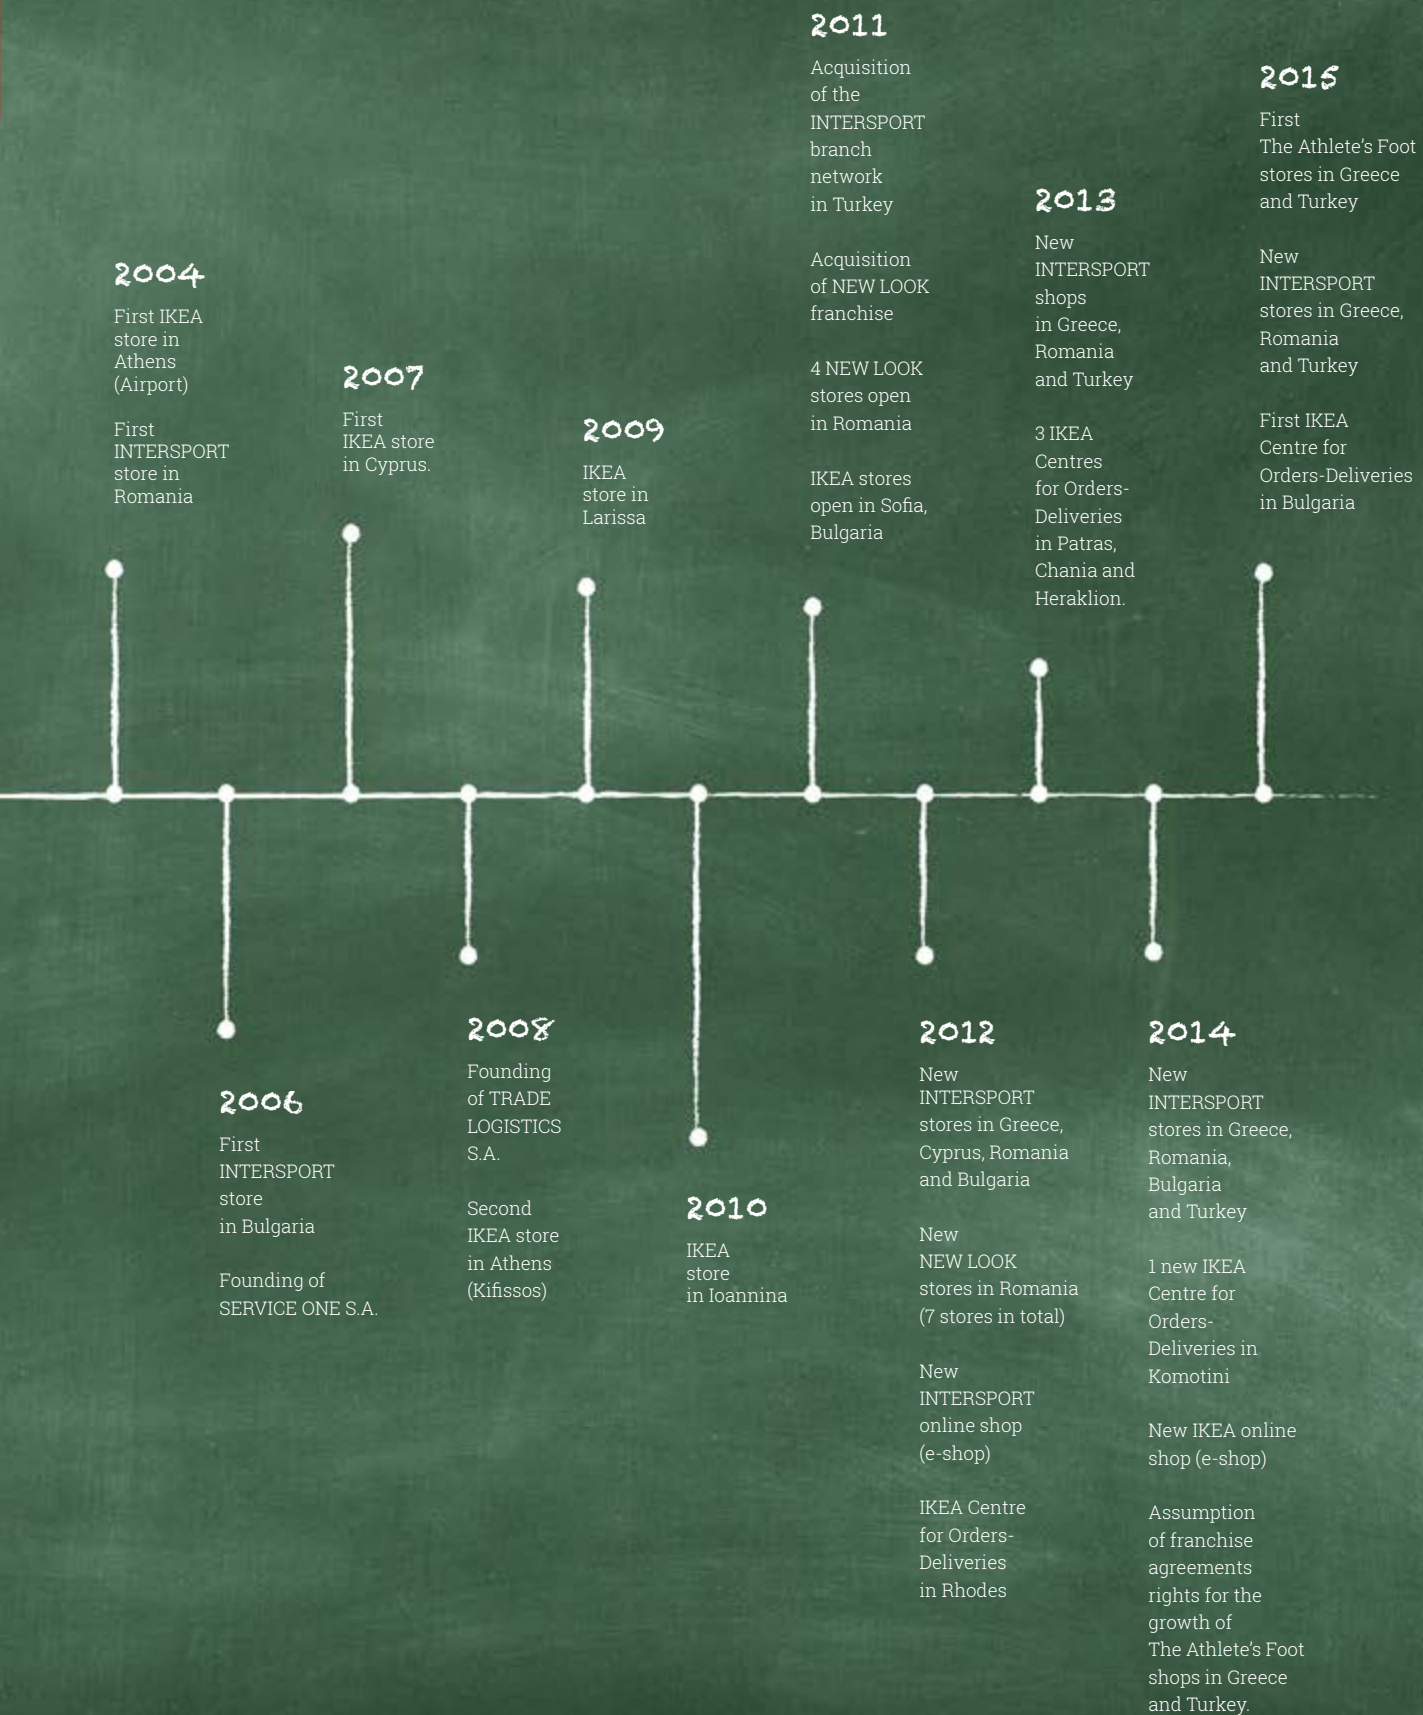 2004
First IKEA
store in
Athens
(Airport)
First
INTERSPORT
store in
Romania
2006
First
INTERSPORT
store
in Bulgaria
Founding of
SERVICE ONE S.A.
2007
First
IKEA store
in Cyprus.
2008
Founding
of TRADE
LOGISTICS
S.A.
Second
IKEA store
in Athens
(Kifissos)
2009
IKEA
store in
Larissa
2010
IKEA
store
in Ioannina
2011
Acquisition
of the
INTERSPORT
branch
network
in Turkey
Acquisition
of NEW LOOK
franchise
4 NEW LOOK
stores open
in Romania
IKEA stores
open in Sofia,
Bulgaria
2012
New
INTERSPORT
stores in Greece,
Cyprus, Romania
and Bulgaria
New
NEW LOOK
stores in Romania
(7 stores in total)
New
INTERSPORT
online shop
(e-shop)
IKEA Centre
for Orders-
Deliveries
in Rhodes
2013
New
INTERSPORT
shops
in Greece,
Romania
and Turkey
3 IKEA
Centres
for Orders-
Deliveries
in Patras,
Chania and
Heraklion.
2014
New
INTERSPORT
stores in Greece,
Romania,
Bulgaria
and Turkey
1 new IKEA
Centre for
Orders-
Deliveries in
Komotini
New IKEA online
shop (e-shop)
Assumption
of franchise
agreements
rights for the
growth of
The Athlete's Foot
shops in Greece
and Turkey.
2015
First
The Athlete's Foot
stores in Greece
and Turkey
New
INTERSPORT
stores in Greece,
Romania
and Turkey
First IKEA
Centre for
Orders-Deliveries
in Bulgaria